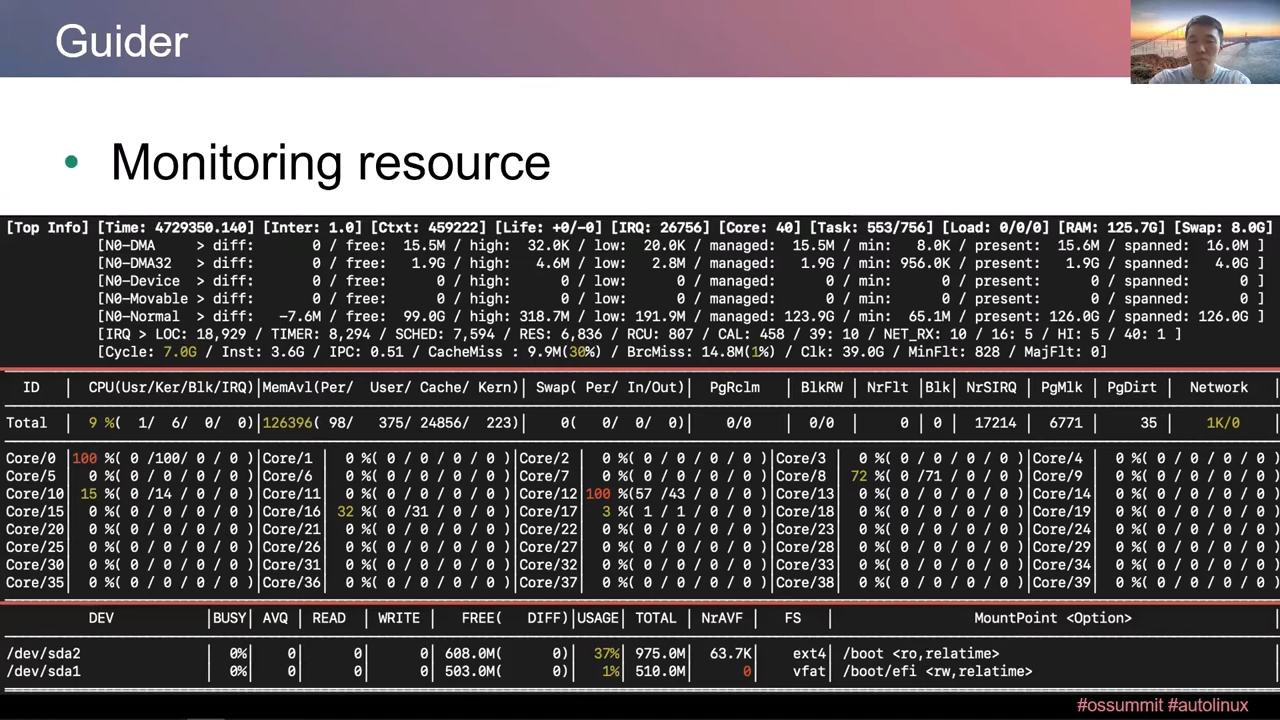 Guider
• Monitoring resource
[Top Info] [Time: 4729350.140] [Inter: 1.0] [Ctxt: 459222] [Life: +0/-0] [IRQ: 26756] [Core: 40] [Task: 553/756] [Load: 0/0/0] [RAM: 125.7G] [Swap: 8.0G]
[N0-DMA > diff: 0 / free: 15.5M / high: 32.0K / low: 20.0K / managed: 15.5M / min: 8.0K / present: 15.6M / spanned: 16.0M ]
[N0-DMA32 > diff: 0 / free: 1.9G / high: 4.6M / low: 2.8M / managed: 1.9G / min: 956.0K / present: 1.9G / spanned: 4.0G ]
[N0-Device > diff: 0 / free: 0 / high: 0 / low: 0 / managed: 0 / min: 0 / present: 0 / spanned: 0 ]
[N0-Movable > diff: 0 / free: 0 / high: 0 / low: 0 / managed: 0 / min: 0 / present: 0 / spanned: 0 ]
[N0-Normal > diff: -7.6M / free: 99.0G / high: 318.7M / low: 191.9M / managed: 123.9G / min: 65.1M / present: 126.0G / spanned: 126.0G ]
[IRQ > LOC: 18,929 / TIMER: 8,294 / SCHED: 7,594 / RES: 6,836 / RCU: 807 / CAL: 458 / 39: 10 / NET_RX: 10 / 16: 5 / HI: 5 / 40: 1 ]
[Cycle: 7.0G / Inst: 3.6G / IPC: 0.51 / CacheMiss : 9.9M(30%) / BrcMiss: 14.8M(1%) / Clk: 39.0G / MinFlt: 828 / MajFlt: 0]
ID | CPU(Usr/Ker/Blk/IRQ)|MemAvl(Per/ User/ Cache/ Kern)| Swap( Per/ In/Out)| PgRclm | BlkRW | NrFlt |Blk| NrSIRQ | PgMlk | PgDirt | Network |
Total | 9 %( 1/ 6/ 0/ 0)|126396( 98/ 375/ 24856/ 223)| 0( 0/ 0/ 0)| 0/0 | 0/0 | 0 | 0 | 17214 | 6771 | 35 | 1K/0 |
Core/0 |100 %( 0 /100/ 0 / 0 )|Core/1 | 0 %( 0 / 0 / 0 / 0 )|Core/2 | 0 %( 0 / 0 / 0 / 0 )|Core/3 | 0 %( 0 / 0 / 0 / 0 )|Core/4 | 0 %( 0 / 0 / 0 / 0 )
Core/5 | 0 %( 0 / 0 / 0 / 0 )|Core/6 | 0 %( 0 / 0 / 0 / 0 )|Core/7 | 0 %( 0 / 0 / 0 / 0 )|Core/8 | 72 %( 0 /71 / 0 / 0 )|Core/9 | 0 %( 0 / 0 / 0 / 0 )
Core/10| 15 %( 0 /14 / 0 / 0 )|Core/11| 0 %( 0 / 0 / 0 / 0 )|Core/12|100 %(57 /43 / 0 / 0 )|Core/13| 0 %( 0 / 0 / 0 / 0 )|Core/14| 0 %( 0 / 0 / 0 / 0 )
Core/15| 0 %( 0 / 0 / 0 / 0 )|Core/16| 32 %( 0 /31 / 0 / 0 )|Core/17| 3 %( 1 / 1 / 0 / 0 )|Core/18| 0 %( 0 / 0 / 0 / 0 )|Core/19| 0 %( 0 / 0 / 0 / 0 )
Core/20| 0 %( 0 / 0 / 0 / 0 )|Core/21| 0 %( 0 / 0 / 0 / 0 )|Core/22| 0 %( 0 / 0 / 0 / 0 )|Core/23| 0 %( 0 / 0 / 0 / 0 )|Core/24| 0 %( 0 / 0 / 0 / 0 )
Core/25| 0 %( 0 / 0 / 0 / 0 )|Core/26| 0 %( 0 / 0 / 0 / 0 )|Core/27| 0 %( 0 / 0 / 0 / 0 )|Core/28| 0 %( 0 / 0 / 0 / 0 )|Core/29| 0 %( 0 / 0 / 0 / 0 )
Core/30| 0 %( 0 / 0 / 0 / 0 )|Core/31| 0 %( 0 / 0 / 0 / 0 )|Core/32| 0 %( 0 / 0 / 0 / 0 )|Core/33| 0 %( 0 / 0 / 0 / 0 )|Core/34| 0 %( 0 / 0 / 0 / 0 )
Core/35| 0 %( 0 / 0 / 0 / 0 )|Core/36| 0 %( 0 / 0 / 0 / 0 )|Core/37| 0 %( 0 / 0 / 0 / 0 )|Core/38| 0 %( 0 / 0 / 0 / 0 )|Core/39| 0 %( 0 / 0 / 0 / 0 )
DEV |BUSY| AVQ | READ | WRITE | FREE( DIFF)|USAGE| TOTAL | NrAVF | FS | MountPoint <Option> |
/dev/sda2 | 0%| 0| 0| 0| 608.0M( 0)| 37%| 975.0M| 63.7K | ext4| /boot <ro,relatime>
/dev/sda1 | 0%| 0| 0| 0| 503.0M( 0)| 1%| 510.0M| 0| vfat| /boot/efi <rw,relatime>
#ossummit #autolinux